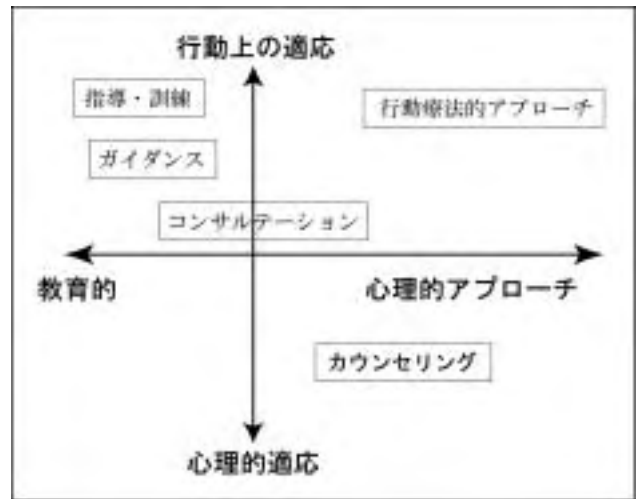 行動上の適応
指導・訓練
行動療法的アプローチ
ガイダンス
コンサルテーション
教育的
心理的アプローチ
カウンセリング
心理的適応